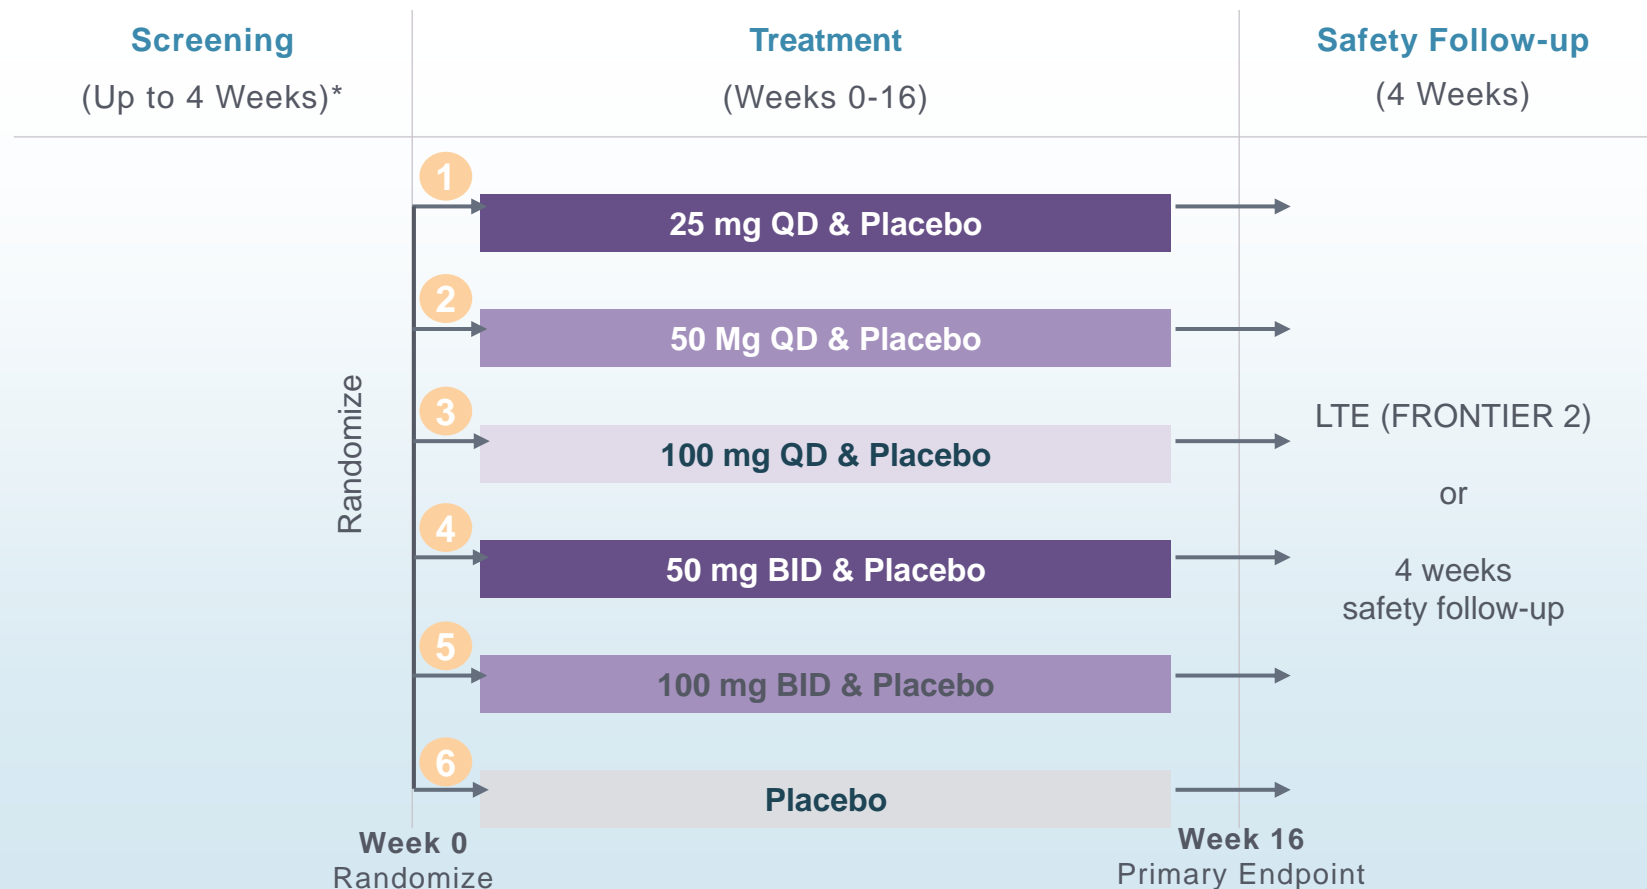 Screening
(Up to 4 Weeks)*
Treatment
(Weeks 0-16)
Safety Follow-up
(4 Weeks)
Randomize
1
25 mg QD & Placebo
2
50 Mg QD & Placebo
3
100 mg QD & Placebo
4
50 mg BID & Placebo
5
100 mg BID & Placebo
6
Placebo
LTE (FRONTIER 2)
or
4 weeks
safety follow-up
Week 0
Randomize
Week 16
Primary Endpoint